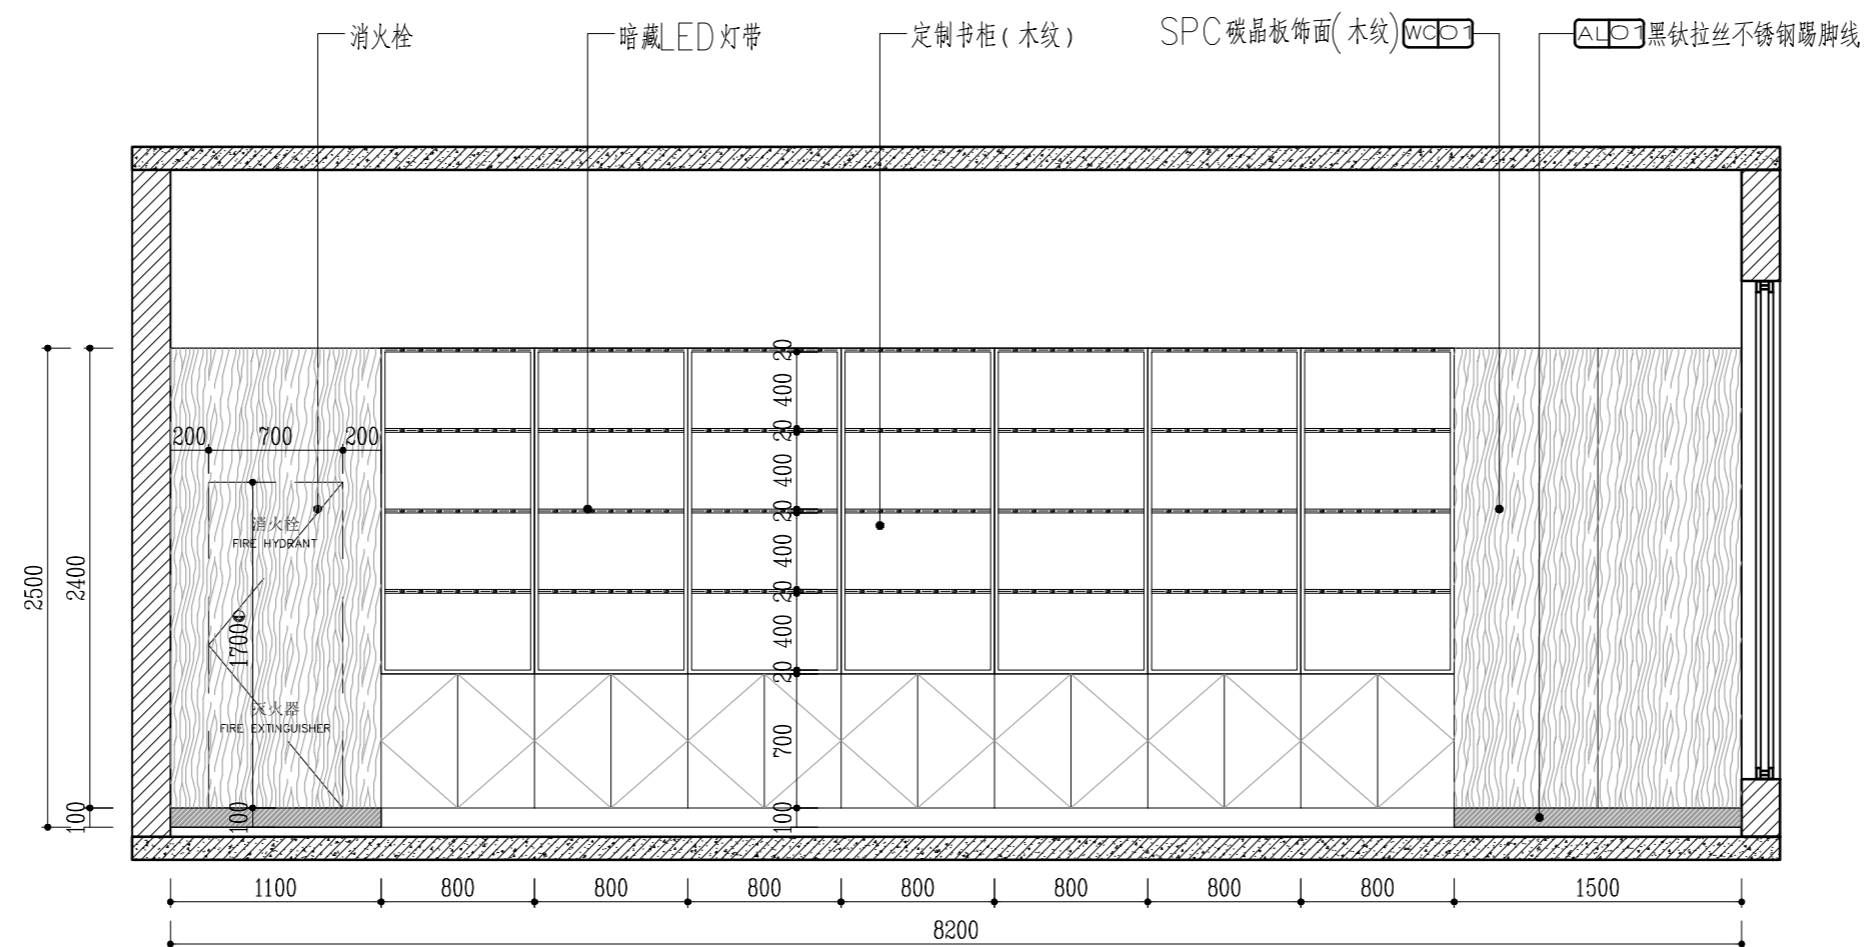 消火栓
暗藏LED灯带
定制书柜(木纹)
SPC碳晶板饰面(木纹) WC01
AL01 黑钛拉丝不锈钢踢脚线
20
400
20
400
20
400
20
400
20
700
100
200 700 200
消火栓
FIRE HYDRANT
1700
灭火器
FIRE EXTINGUISHER
100
2500
2400
100
1100 800 800 800 800 800 800 800 1500
8200